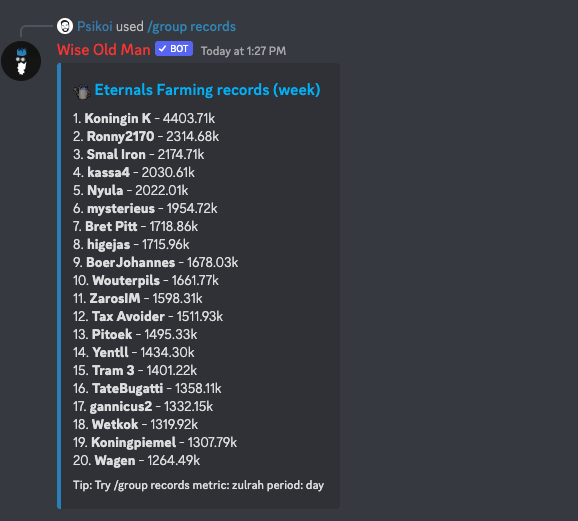 Psikoi used /group records
Wise Old Man ✓ BOT Today at 1:27 PM
Eternals Farming records (week)
1. Koningin K - 4403.71k
2. Ronny2170 - 2314.68k
3. Smal Iron - 2174.71k
4. kassa4 - 2030.61k
5. Nyula - 2022.01k
6. mysterieus - 1954.72k
7. Bret Pitt - 1718.86k
8. higejas - 1715.96k
9. BoerJohannes - 1678.03k
10. Wouterpils - 1661.77k
11. ZarosIM - 1598.31k
12. Tax Avoider - 1511.93k
13. Pitoek - 1495.33k
14. Yentll - 1434.30k
15. Tram 3 - 1401.22k
16. TateBugatti - 1358.11k
17. gannicus2 - 1332.15k
18. Wetkok - 1319.92k
19. Koningpiemel - 1307.79k
20. Wagen - 1264.49k
Tip: Try /group records metric: zulrah period: day